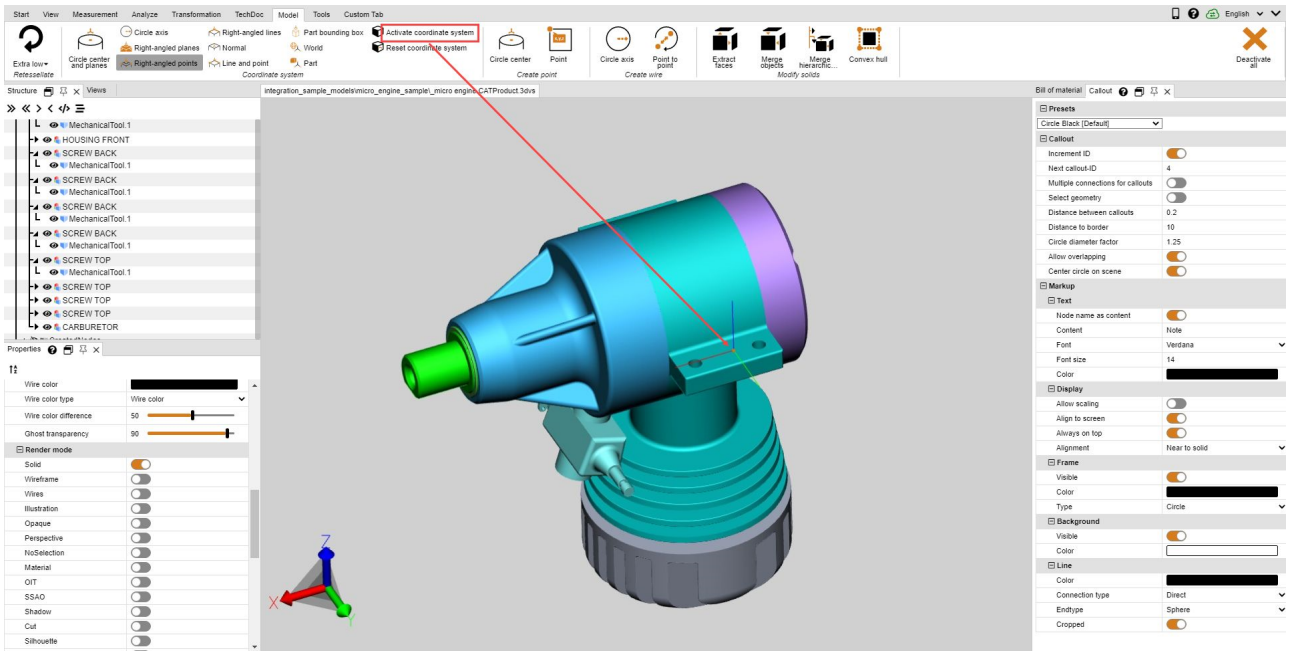 Start View Measurement Analyze Transformation TechDoc Model Tools Custom Tab English
Extra low
Retessellate
Circle center and planes
Circle axis
Right-angled planes
Right-angled points
Right-angled lines
Normal
Line and point
Part bounding box
World
Part
Activate coordinate system
Reset coordinate system
Coordinate system
Circle center
Point
Create point
Circle axis
Point to point
Create wire
Extract faces
Merge objects
Merge hierarchic...
Convex hull
Modify solids
Deactivate all
Structure Views
integration_sample_models\micro_engine_sample\_micro engine.CATProduct.3dvs
MechanicalTool.1
HOUSING FRONT
SCREW BACK
MechanicalTool.1
SCREW BACK
MechanicalTool.1
SCREW BACK
MechanicalTool.1
SCREW BACK
MechanicalTool.1
SCREW TOP
MechanicalTool.1
SCREW TOP
SCREW TOP
SCREW TOP
CARBURETOR
Properties
Wire color
Wire color type Wire color
Wire color difference 50
Ghost transparency 90
Render mode
Solid
Wireframe
Wires
Illustration
Opaque
Perspective
NoSelection
Material
OIT
SSAO
Shadow
Cut
Silhouette
Z
X
Y
Bill of material Callout
Presets
Circle Black [Default]
Callout
Increment ID
Next callout-ID 4
Multiple connections for callouts
Select geometry
Distance between callouts 0.2
Distance to border 10
Circle diameter factor 1.25
Allow overlapping
Center circle on scene
Markup
Text
Node name as content
Content Note
Font Verdana
Font size 14
Color
Display
Allow scaling
Align to screen
Always on top
Alignment Near to solid
Frame
Visible
Color
Type Circle
Background
Visible
Color
Line
Color
Connection type Direct
Endtype Sphere
Cropped